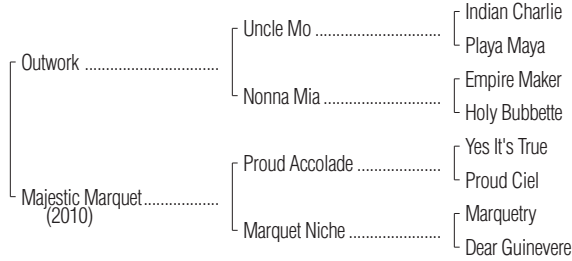 Indian Charlie
Uncle Mo ..................................
Playa Maya
Outwork ....................................
Empire Maker
Nonna Mia ................................
Holy Bubbette
Yes It's True
Proud Accolade ......................
Proud Ciel
Majestic Marquet....................
(2010)
Marquetry
Marquet Niche ........................
Dear Guinevere